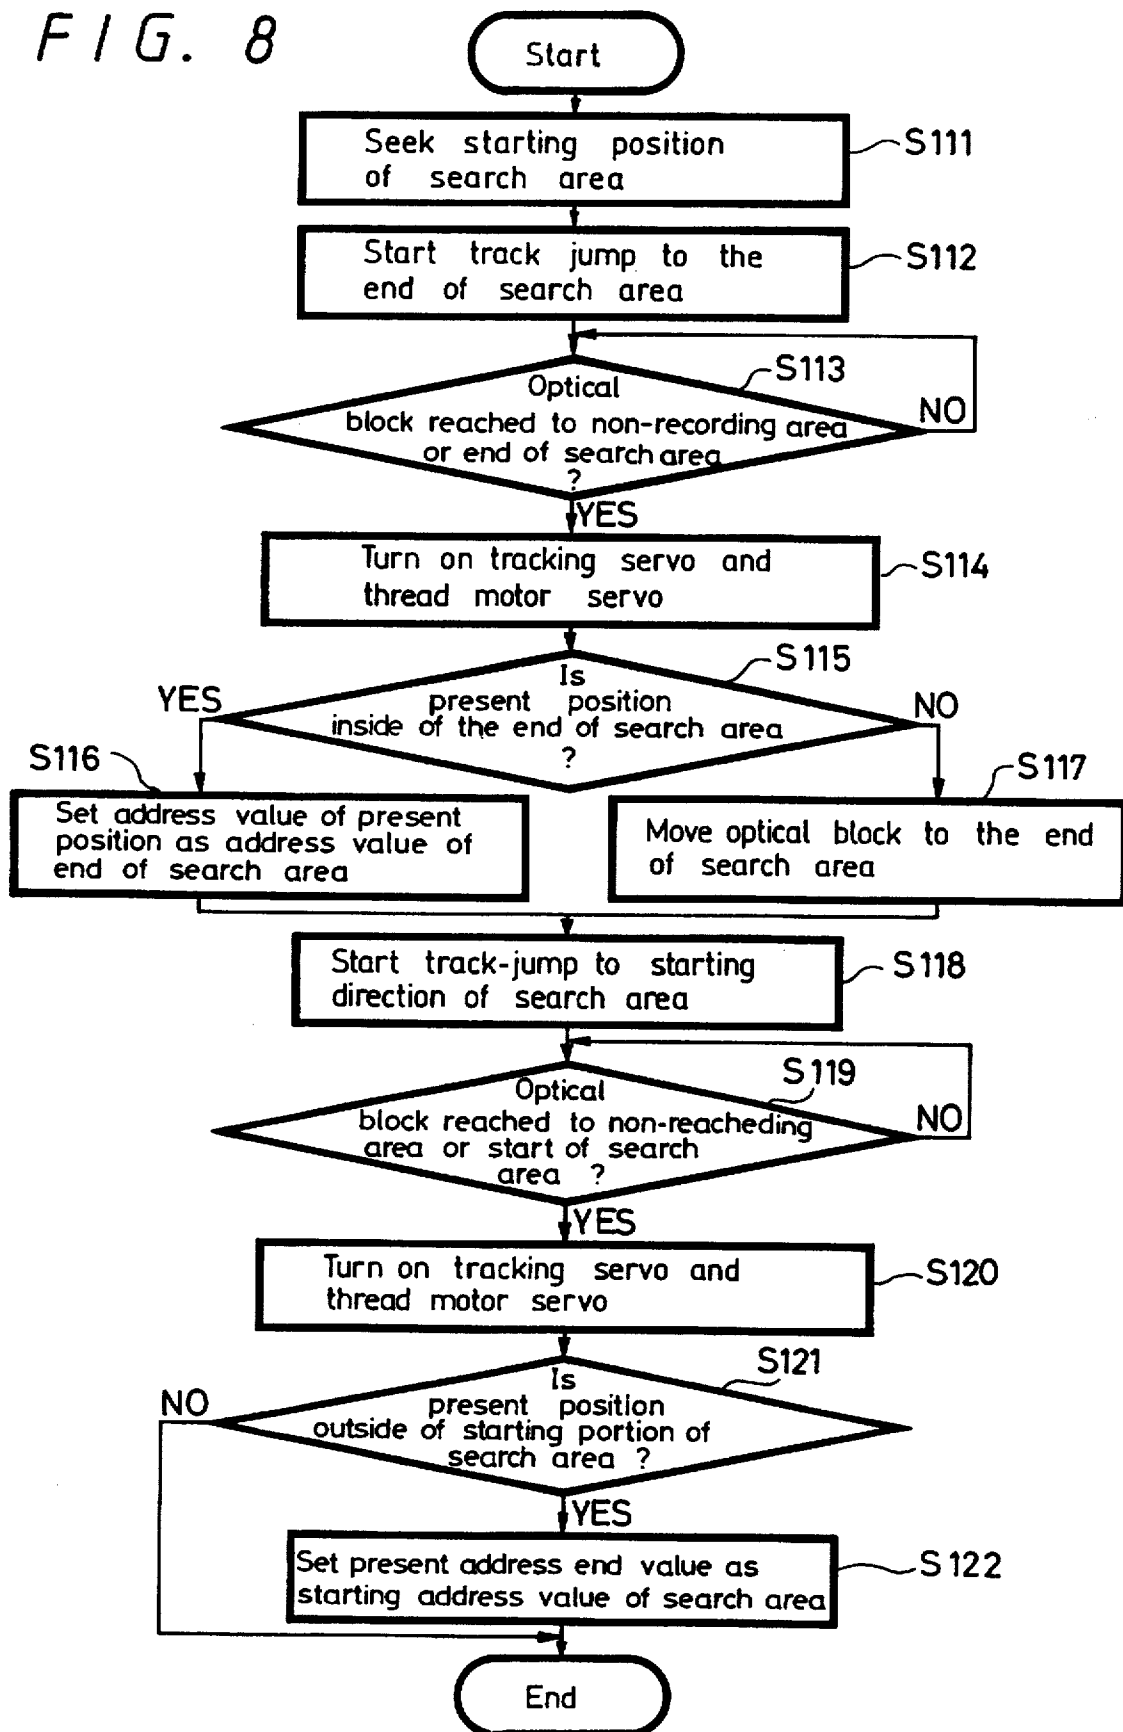 FIG. 8
Start
Seek starting position
of search area
S111
Start track jump to the
end of search area
S112
S113
Optical
block reached to non-recording area
or end of search area
?
NO
YES
Turn on tracking servo and
thread motor servo
S114
S115
Is
present position
inside of the end of search area
?
YES
NO
S116
Set address value of present
position as address value of
end of search area
S117
Move optical block to the end
of search area
Start track-jump to starting
direction of search area
S118
S119
Optical
block reached to non-reacheding
area or start of search
area ?
NO
YES
Turn on tracking servo and
thread motor servo
S120
S121
Is
present position
outside of starting portion of
search area ?
NO
YES
Set present address end value as
starting address value of search area
S122
End